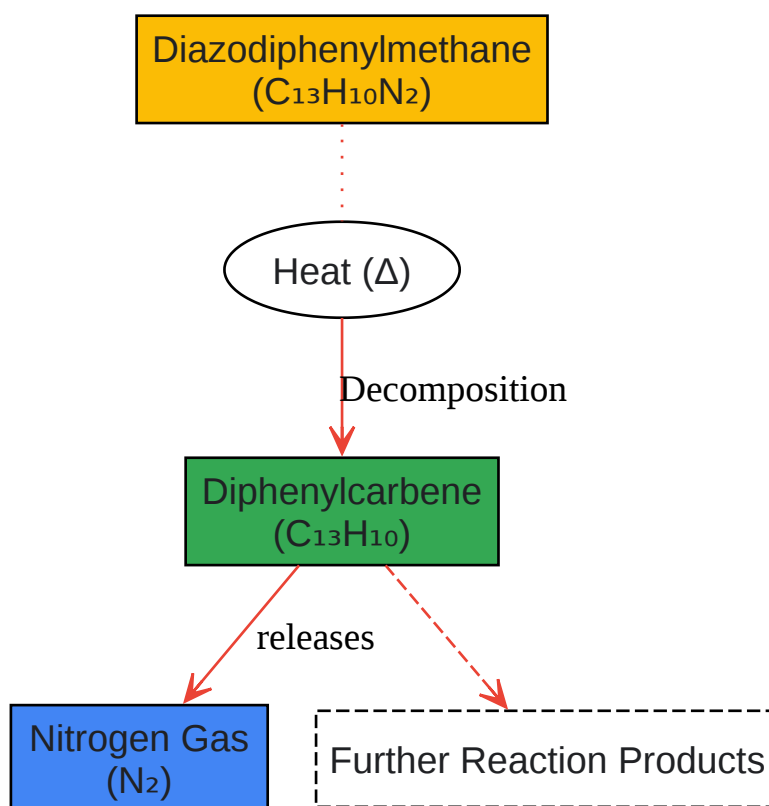 Diazodiphenylmethane
(C₁₃H₁₀N₂)
Heat (Δ)
Decomposition
Diphenylcarbene
(C₁₃H₁₀)
releases
Nitrogen Gas
(N₂)
Further Reaction Products